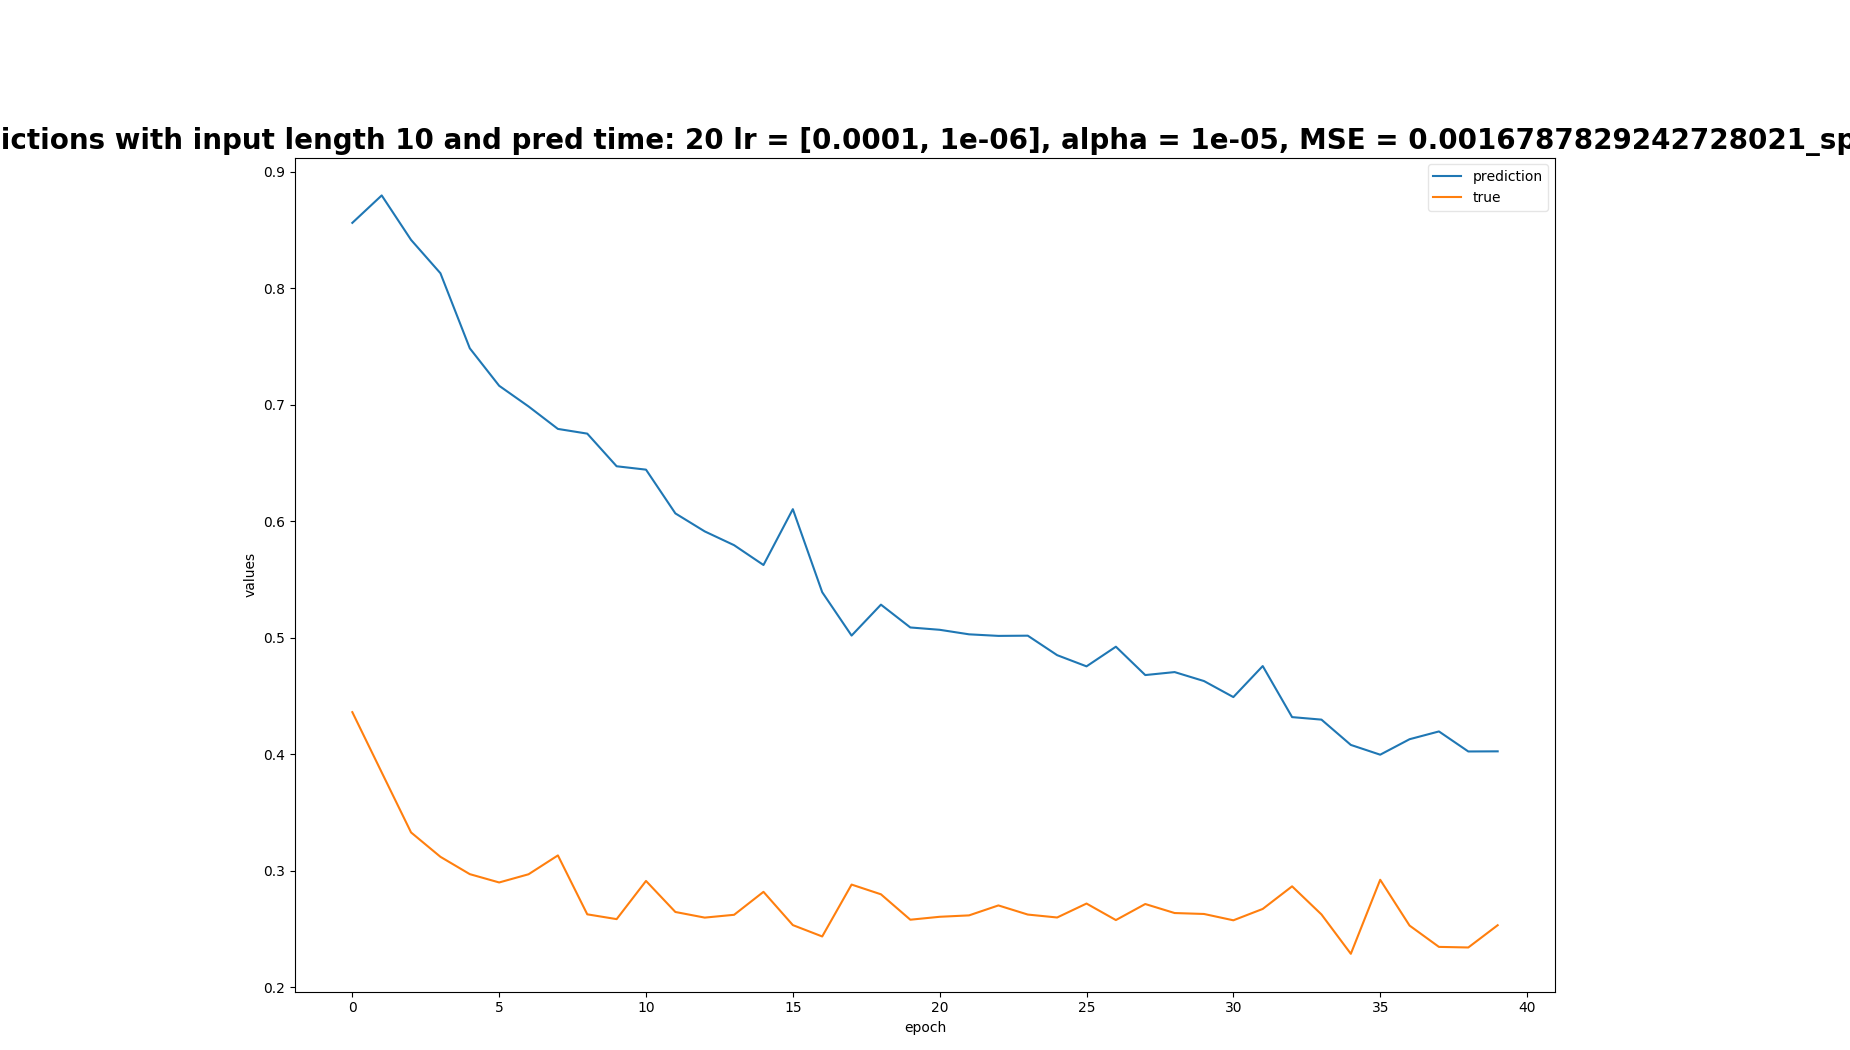 ictions with input length 10 and pred time: 20 lr = [0.0001, 1e-06], alpha = 1e-05, MSE = 0.0016787829242728021_sp
prediction
true
0.9
0.8
0.7
0.6
0.5
0.4
0.3
0.2
values
0 5 10 15 20 25 30 35 40
epoch